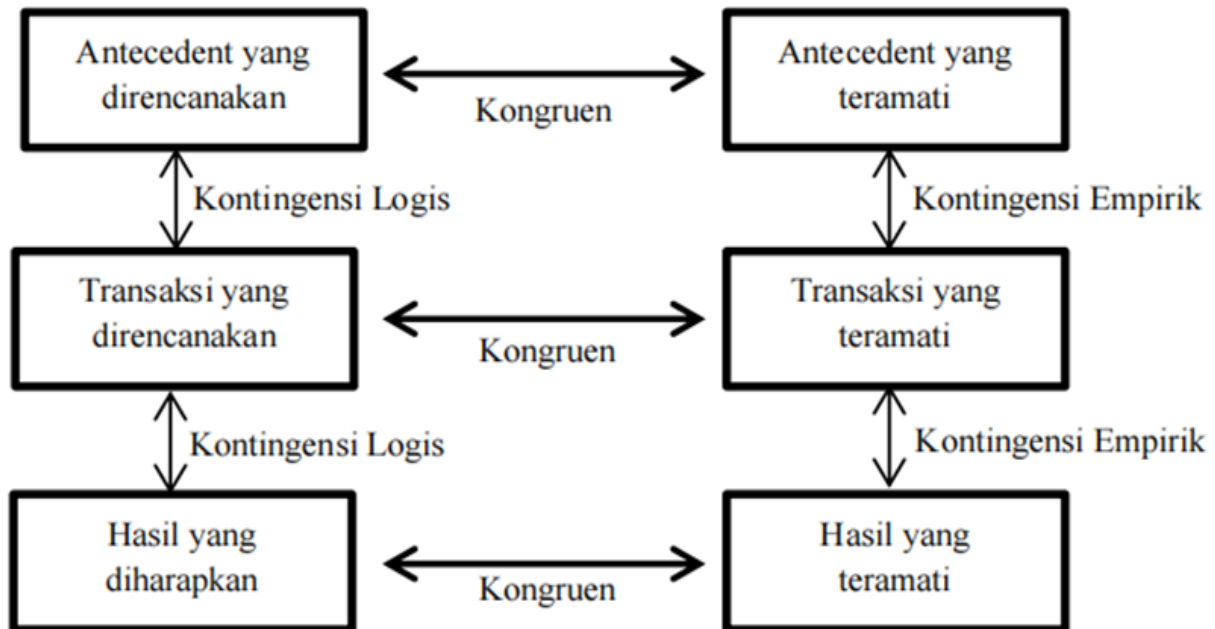 Antecedent yang
direncanakan
Kongruen
Antecedent yang
teramati
Kontingensi Logis
Kontingensi Empirik
Transaksi yang
direncanakan
Kongruen
Transaksi yang
teramati
Kontingensi Logis
Kontingensi Empirik
Hasil yang
diharapkan
Kongruen
Hasil yang
teramati